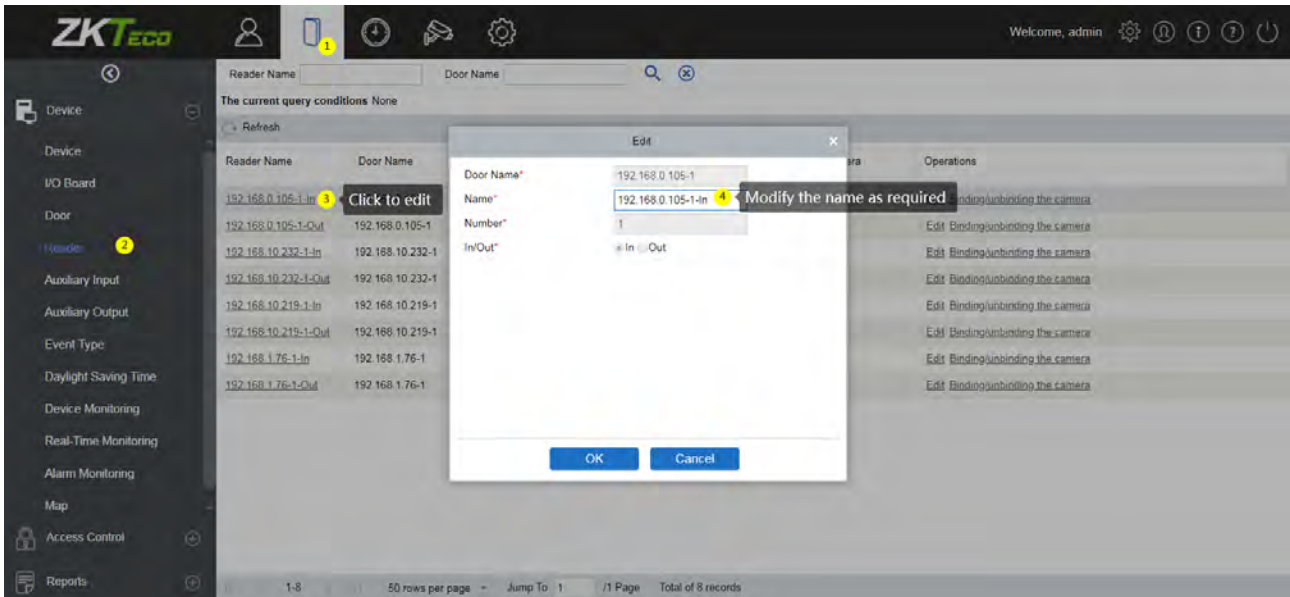 ZKTeco
1
Welcome, admin
Reader Name
Door Name
The current query conditions None
Refresh
Device
Device
I/O Board
Door
Reader 2
Auxiliary Input
Auxiliary Output
Event Type
Daylight Saving Time
Device Monitoring
Real-Time Monitoring
Alarm Monitoring
Map
Access Control
Reports
Reader Name Door Name Operations
192.168.0.105-1-In 3 Click to edit Binding/unbinding the camera
192.168.0.105-1-Out 192.168.0.105-1 Edit Binding/unbinding the camera
192.168.10.232-1-In 192.168.10.232-1 Edit Binding/unbinding the camera
192.168.10.232-1-Out 192.168.10.232-1 Edit Binding/unbinding the camera
192.168.10.219-1-In 192.168.10.219-1 Edit Binding/unbinding the camera
192.168.10.219-1-Out 192.168.10.219-1 Edit Binding/unbinding the camera
192.168.1.76-1-In 192.168.1.76-1 Edit Binding/unbinding the camera
192.168.1.76-1-Out 192.168.1.76-1 Edit Binding/unbinding the camera
Edit x
Door Name* 192.168.0.105-1
Name* 192.168.0.105-1-In 4 Modify the name as required
Number* 1
In/Out* In Out
OK Cancel
1-8 50 rows per page Jump To 1 /1 Page Total of 8 records